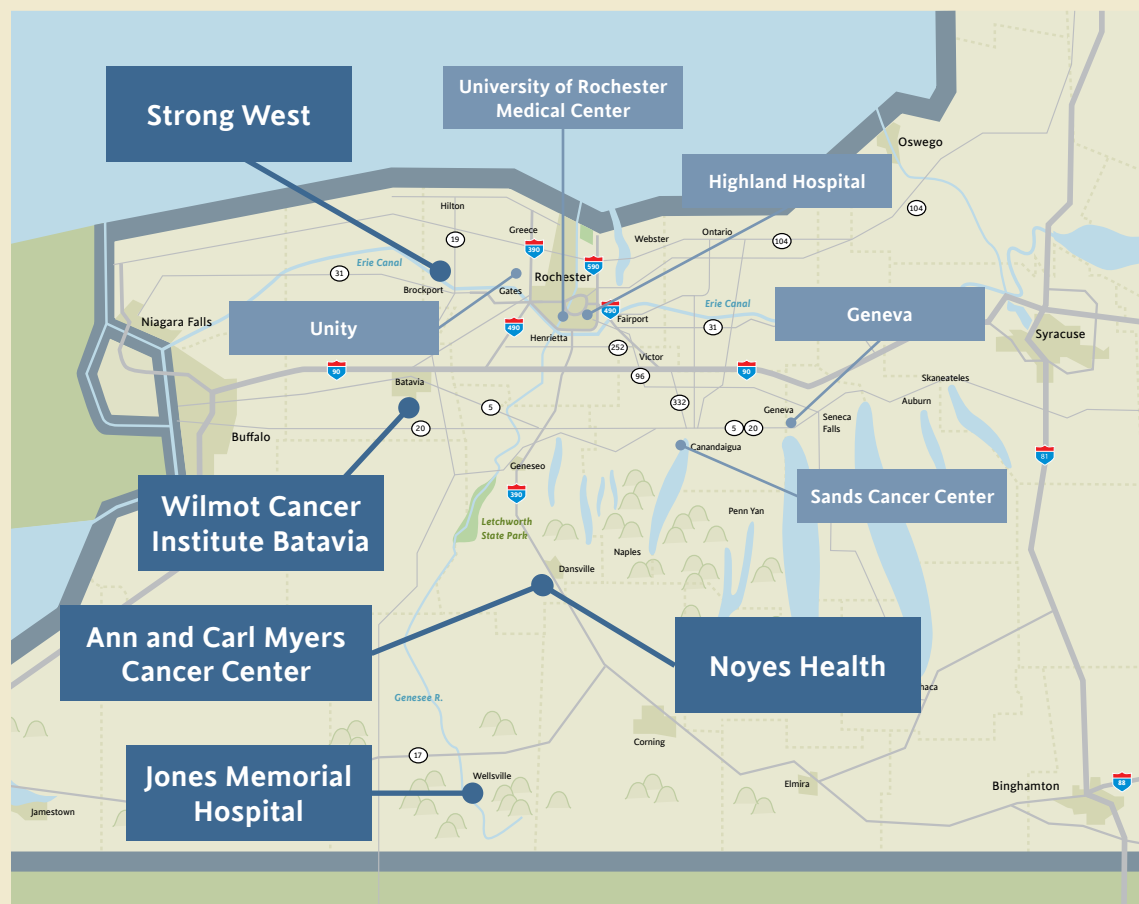 Strong West
University of Rochester
Medical Center
Oswego
Highland Hospital
Hilton
104
Greece
390
19
Webster
Ontario
104
Erie Canal
590
31
Rochester
Brockport
Gates
Erie Canal
Niagara Falls
Unity
490
490
Fairport
31
Geneva
Henrietta
252
Victor
Syracuse
90
96
90
Batavia
Skaneateles
5
332
Auburn
20
Geneva
Seneca
Falls
5
20
Buffalo
Canandaigua
81
Geneseo
390
Sands Cancer Center
Wilmot Cancer
Institute Batavia
Letchworth
State Park
Penn Yan
Naples
Dansville
Ann and Carl Myers
Cancer Center
Noyes Health
aca
Genesee R.
Corning
17
Jones Memorial
Hospital
Wellsville
Elmira
Binghamton
88
Jamestown